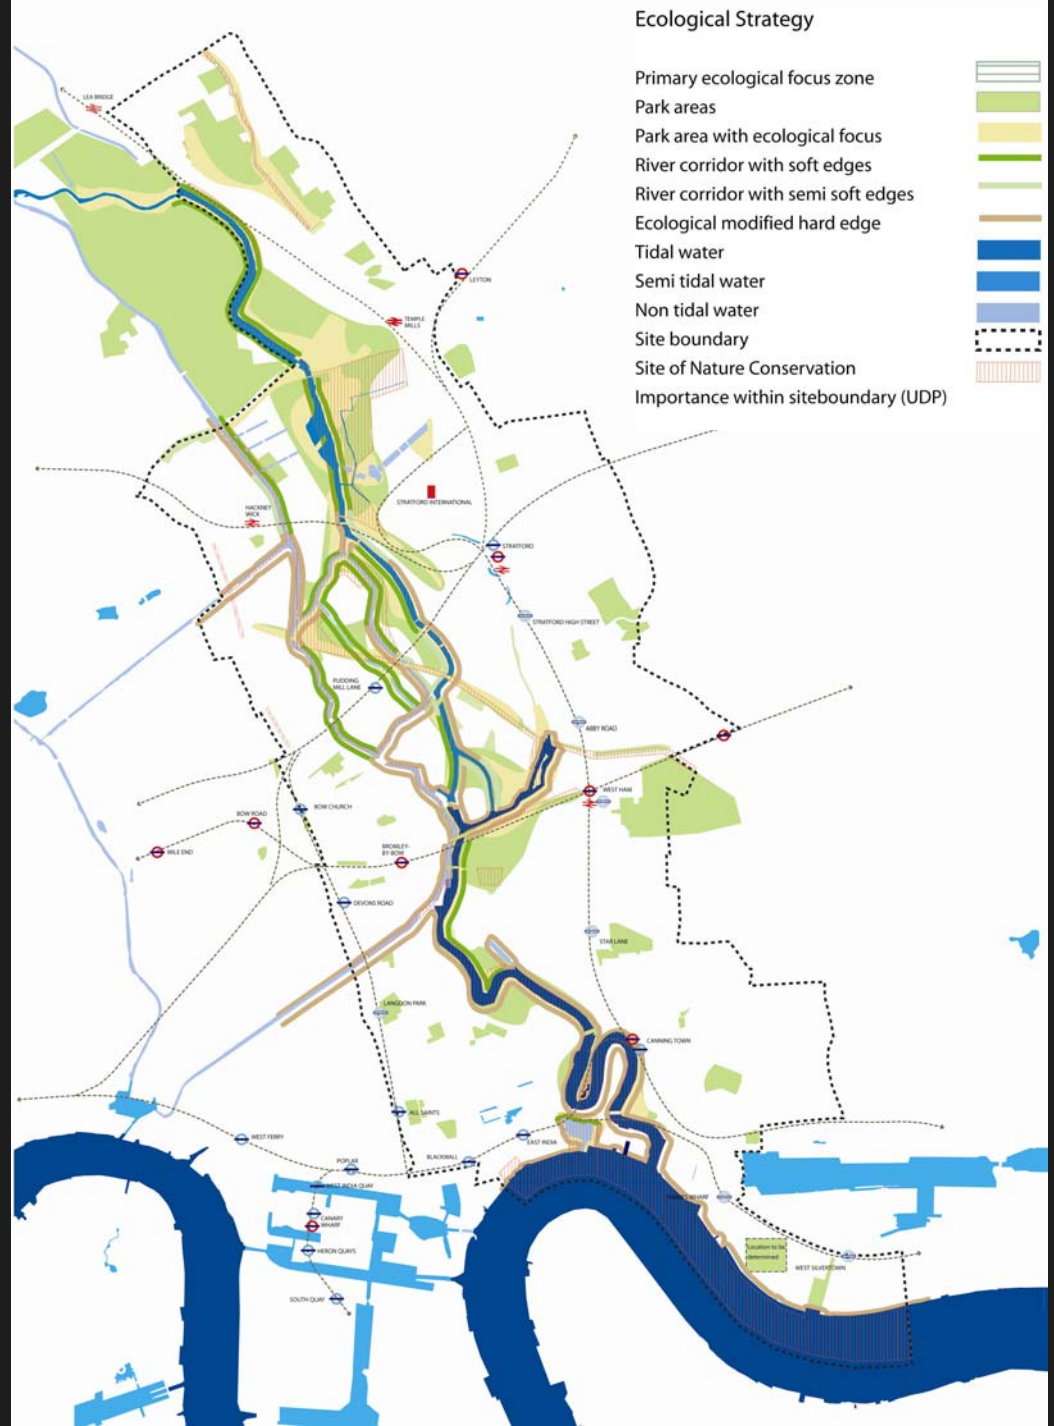 Ecological Strategy
Primary ecological focus zone
Park areas
Park area with ecological focus
River corridor with soft edges
River corridor with semi soft edges
Ecological modified hard edge
Tidal water
Semi tidal water
Non tidal water
Site boundary
Site of Nature Conservation
Importance within siteboundary (UDP)
LEA BRIDGE
LEYTON
TEMPLE
MILLS
STRATFORD INTERNATIONAL
HACKNEY
WICK
STRATFORD
STRATFORD HIGH STREET
PUDDING
MILL LANE
ABBY ROAD
WEST HAM
BOW CHURCH
BOW ROAD
MILE END
BROMLEY-
BY-BOW
DEVONS ROAD
STAR LANE
LANGDON PARK
CANNING TOWN
ALL SAINTS
WEST FERRY
EAST INDIA
BLACKWALL
POPLAR
WEST INDIA QUAY
CANARY
WHARF
WHARF
HERON QUAYS
Location to be
determined
WEST SILVERTOWN
SOUTH QUAY